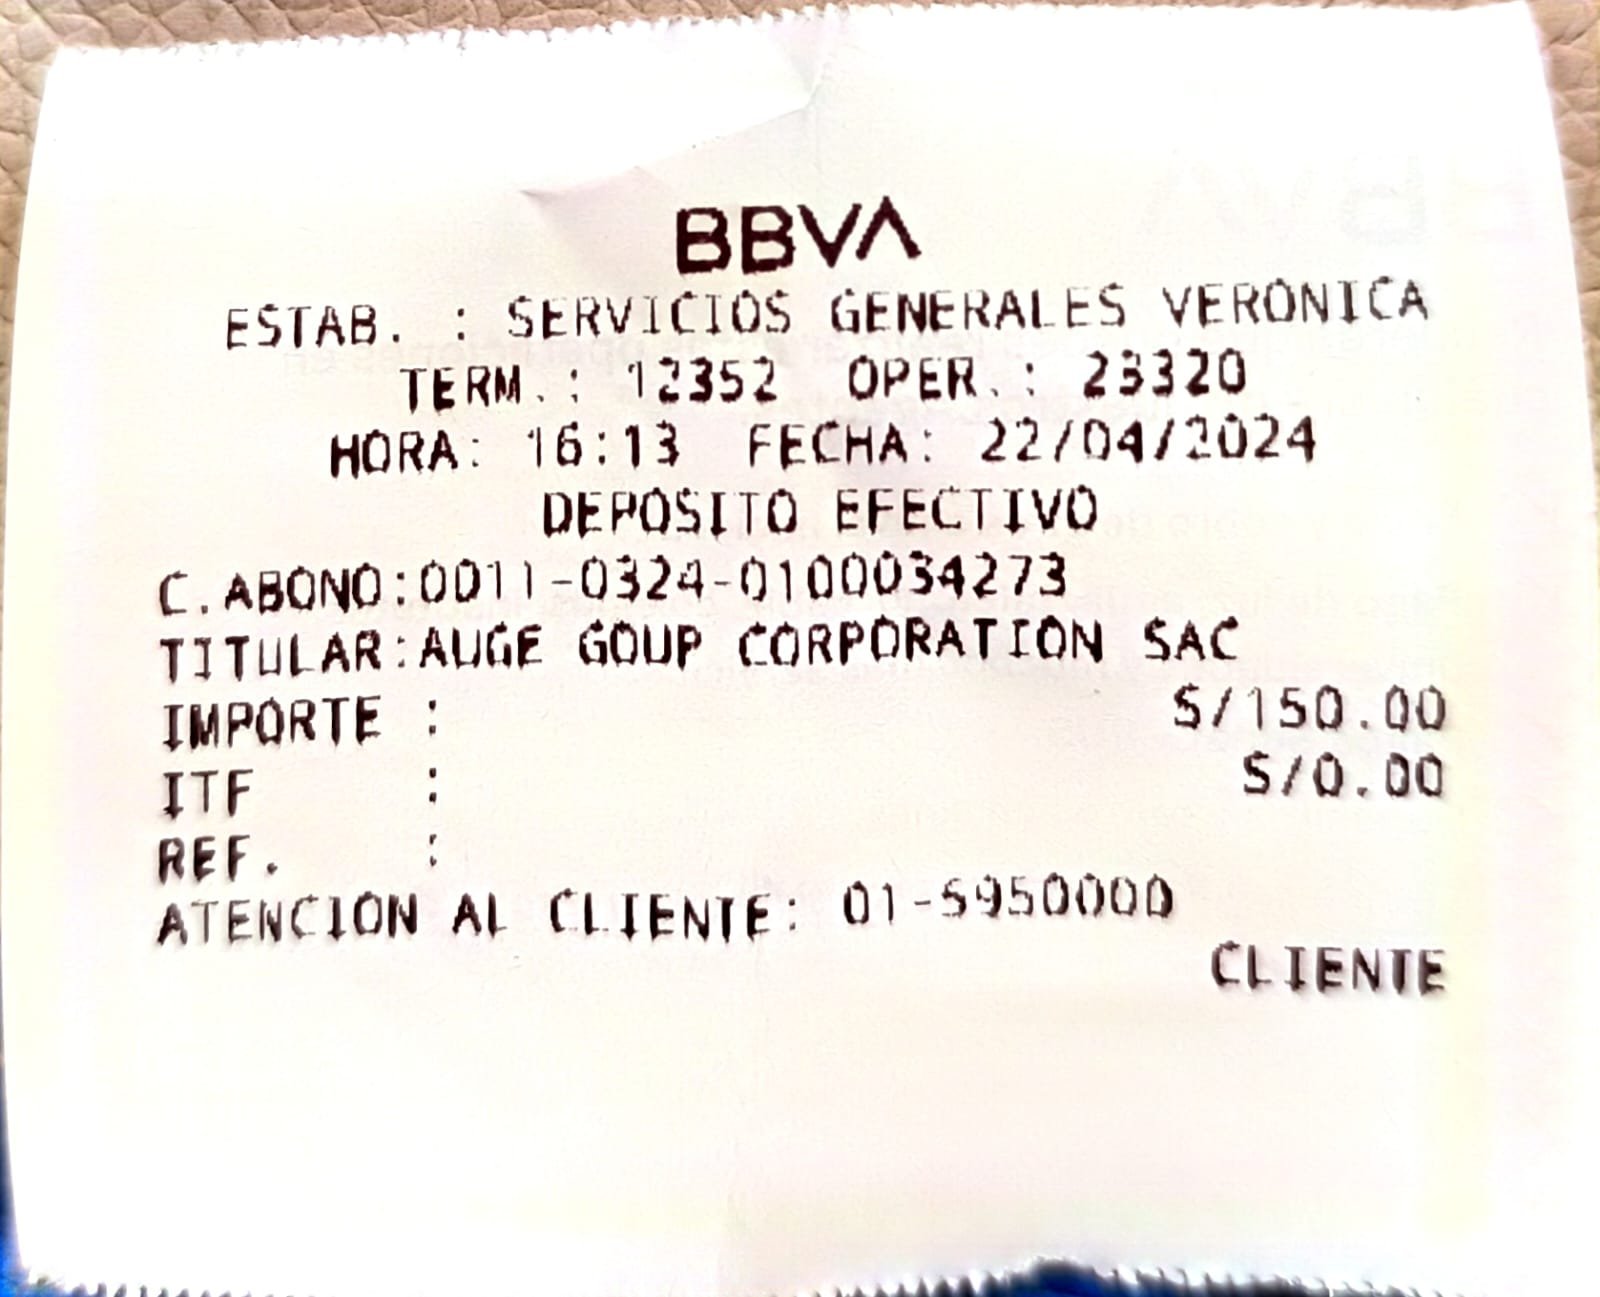 BBVA
ESTAB. : SERVICIOS GENERALES VERONICA
TERM.: 12352 OPER.: 23320
HORA: 16:13 FECHA: 22/04/2024
DEPOSITO EFECTIVO
C.ABONO:0011-0324-0100034273
TITULAR:AUGE GOUP CORPORATION SAC
IMPORTE : S/150.00
ITF : S/0.00
REF. :
ATENCION AL CLIENTE: 01-5950000
CLIENTE